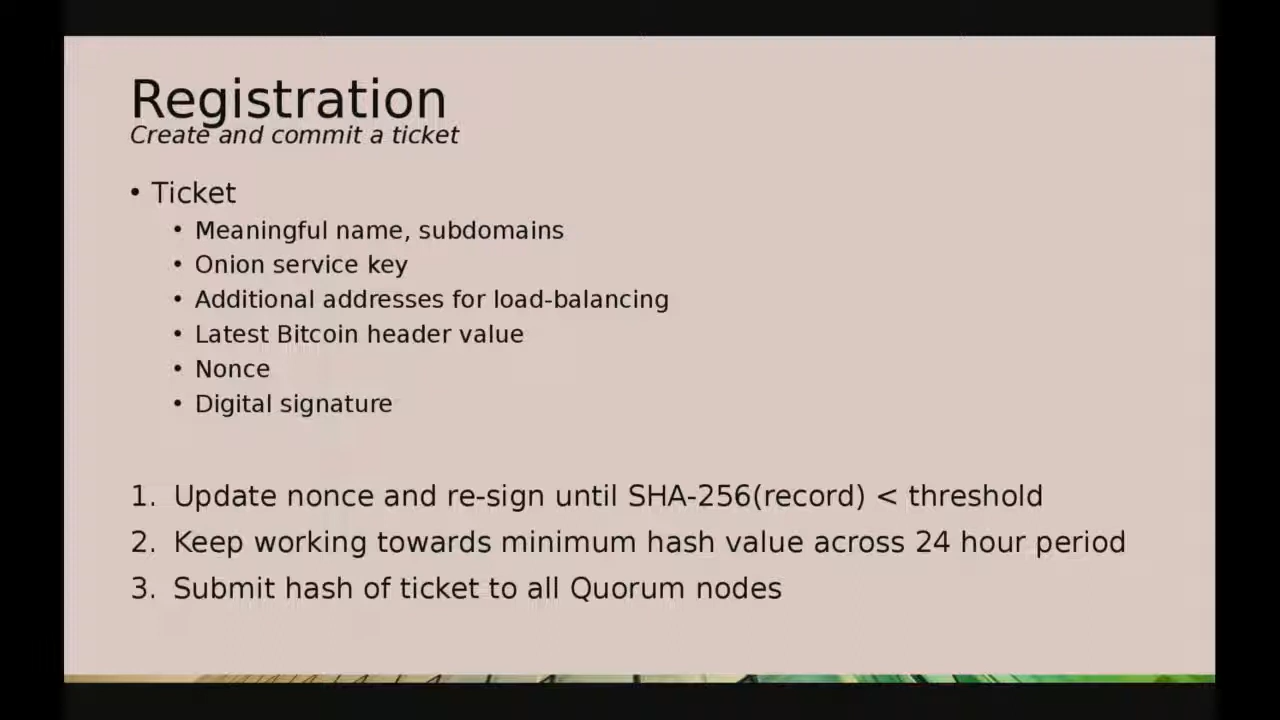 Registration
Create and commit a ticket
• Ticket
• Meaningful name, subdomains
• Onion service key
• Additional addresses for load-balancing
• Latest Bitcoin header value
• Nonce
• Digital signature
1. Update nonce and re-sign until SHA-256(record) < threshold
2. Keep working towards minimum hash value across 24 hour period
3. Submit hash of ticket to all Quorum nodes